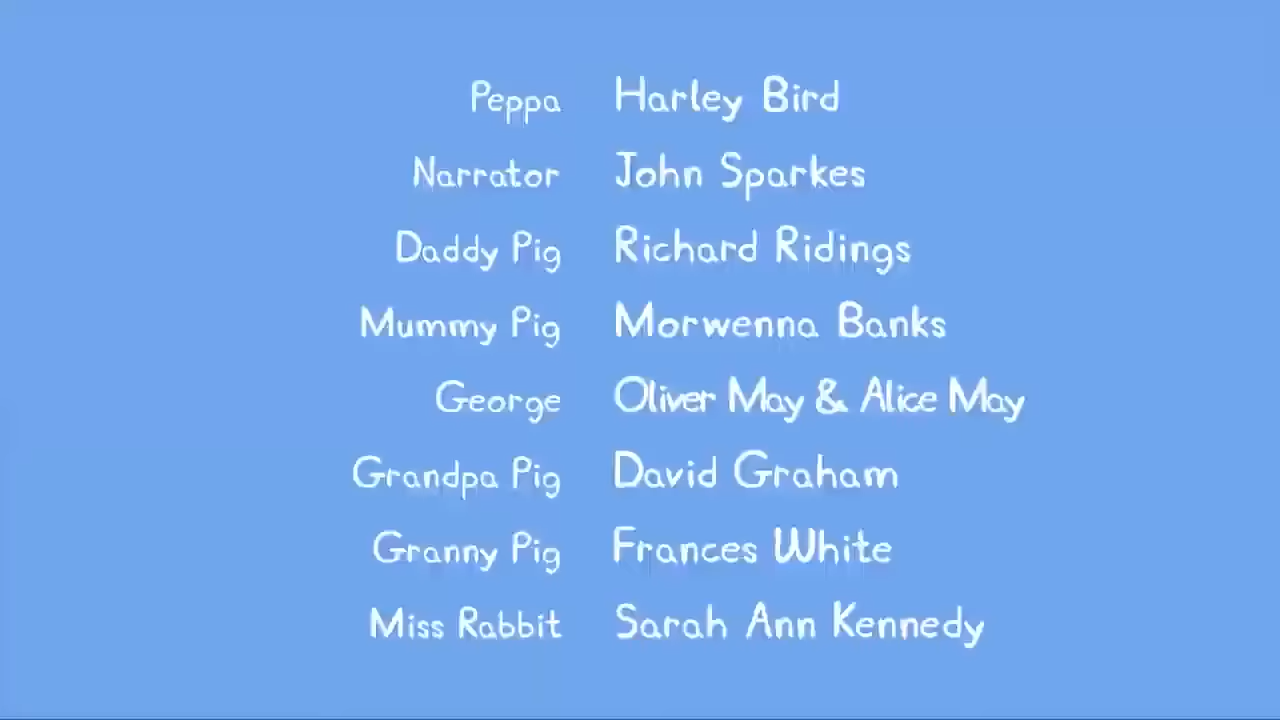 Peppa Harley Bird
Narrator John Sparkes
Daddy Pig Richard Ridings
Mummy Pig Morwenna Banks
George Oliver May & Alice May
Grandpa Pig David Graham
Granny Pig Frances White
Miss Rabbit Sarah Ann Kennedy